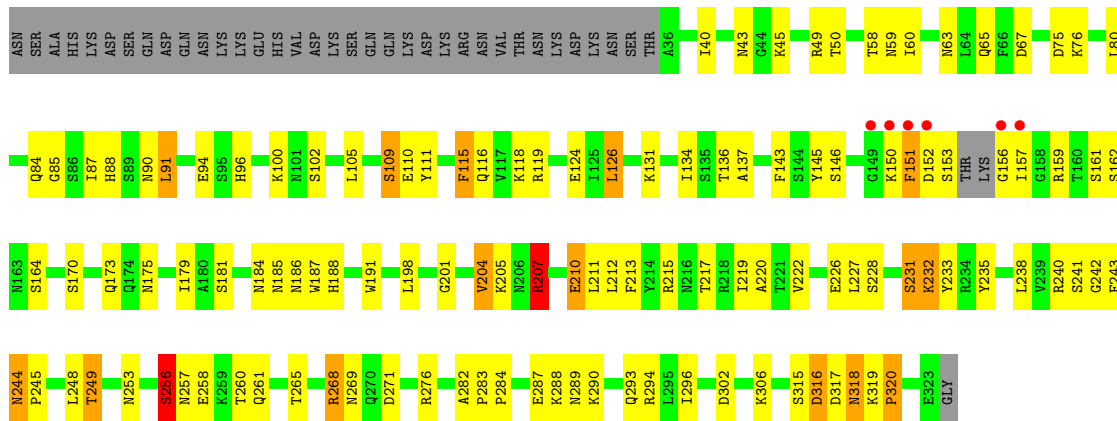 ASN SER ALA HIS LYS ASP SER GLN ASP GLN ASN LYS LYS GLU HIS VAL ASP LYS SER GLN GLN LYS ASP LYS ARG ASN VAL THR ASN LYS ASP LYS ASN SER THR A36 I40 N43 G44 K45 R49 T50 T58 N59 I60 N63 L64 Q65 F66 D67 D75 K76 L80
Q84 G85 S86 I87 H88 S89 N90 L91 E94 S95 H96 K100 N101 S102 L105 S109 E110 Y111 F115 Q116 V117 K118 R119 E124 I125 L126 K131 I134 S135 T136 A137 F143 S144 Y145 S146 G149 K150 F151 D152 S153 THR LYS G156 I157 G158 R159 T160 S161 S162
N163 S164 S170 Q173 Q174 N175 I179 A180 S181 N184 N185 N186 W187 H188 W191 L198 G201 V204 K205 N206 R207 E210 L211 L212 F213 Y214 R215 N216 T217 R218 I219 A220 T221 V222 E226 L227 S228 S231 K232 Y233 R234 Y235 L238 V239 R240 S241 G242 F243
N244 P245 L248 T249 N253 S256 N257 E258 K259 T260 Q261 T265 R268 N269 Q270 D271 R276 A282 P283 P284 E287 K288 N289 K290 Q293 R294 L295 I296 D302 K306 S315 D316 D317 N318 K319 P320 E323 GLY